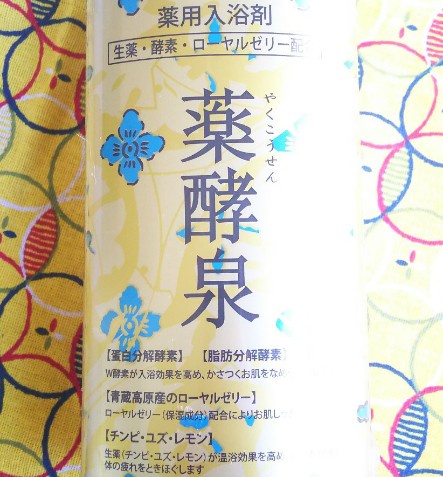 薬用入浴剤
生薬・酵素・ローヤルゼリー配
薬酵泉
やくこうせん
【蛋白分解酵素】 【脂肪分解酵素】
W酵素が入浴効果を高め、かさつくお肌をなめ
【青蔵高原産のローヤルゼリー】
ローヤルゼリー（保湿成分）配合によりお肌し
【チンピ・ユズ・レモン】
生薬（チンピ・ユズ・レモン）が温浴効果を高め
体の疲れをときほぐします